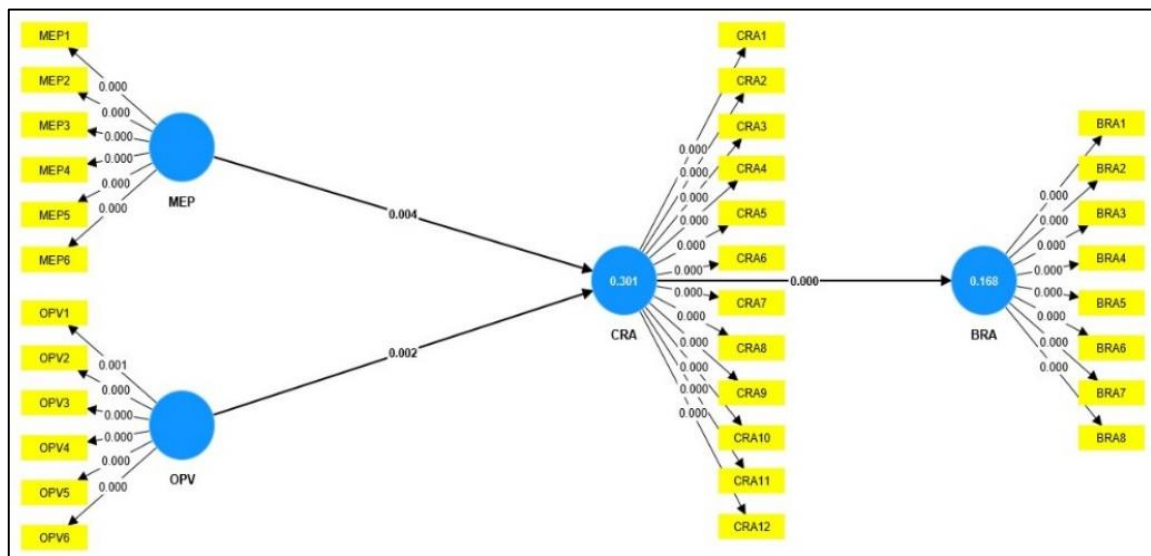 MEP1
MEP2
MEP3
MEP4
MEP5
MEP6
0.000
0.000
0.000
0.000
0.000
0.000
MEP
OPV1
OPV2
OPV3
OPV4
OPV5
OPV6
0.001
0.000
0.000
0.000
0.000
0.000
OPV
0.004
0.002
0.301
CRA
0.000
0.000
0.000
0.000
0.000
0.000
0.000
0.000
0.000
0.000
0.000
0.000
CRA1
CRA2
CRA3
CRA4
CRA5
CRA6
CRA7
CRA8
CRA9
CRA10
CRA11
CRA12
0.000
0.168
BRA
0.000
0.000
0.000
0.000
0.000
0.000
0.000
0.000
BRA1
BRA2
BRA3
BRA4
BRA5
BRA6
BRA7
BRA8